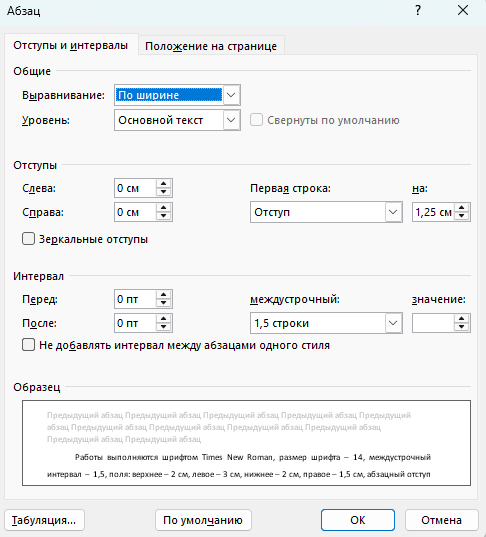 Абзац
Отступы и интервалы Положение на странице
Общие
Выравнивание: По ширине
Уровень: Основной текст Свернуты по умолчанию
Отступы
Слева: 0 см Первая строка: на:
Справа: 0 см Отступ 1,25 см
Зеркальные отступы
Интервал
Перед: 0 пт междустрочный: значение:
После: 0 пт 1,5 строки
Не добавлять интервал между абзацами одного стиля
Образец
Предыдущий абзац Предыдущий абзац Предыдущий абзац Предыдущий абзац Предыдущий
абзац Предыдущий абзац Предыдущий абзац Предыдущий абзац Предыдущий абзац
Предыдущий абзац Предыдущий абзац
Работы выполняются шрифтом Times New Roman, размер шрифта – 14, междустрочный
интервал – 1,5, поля: верхнее – 2 см, левое – 3 см, нижнее – 2 см, правое – 1,5 см, абзацный отступ
Табуляция... По умолчанию ОК Отмена